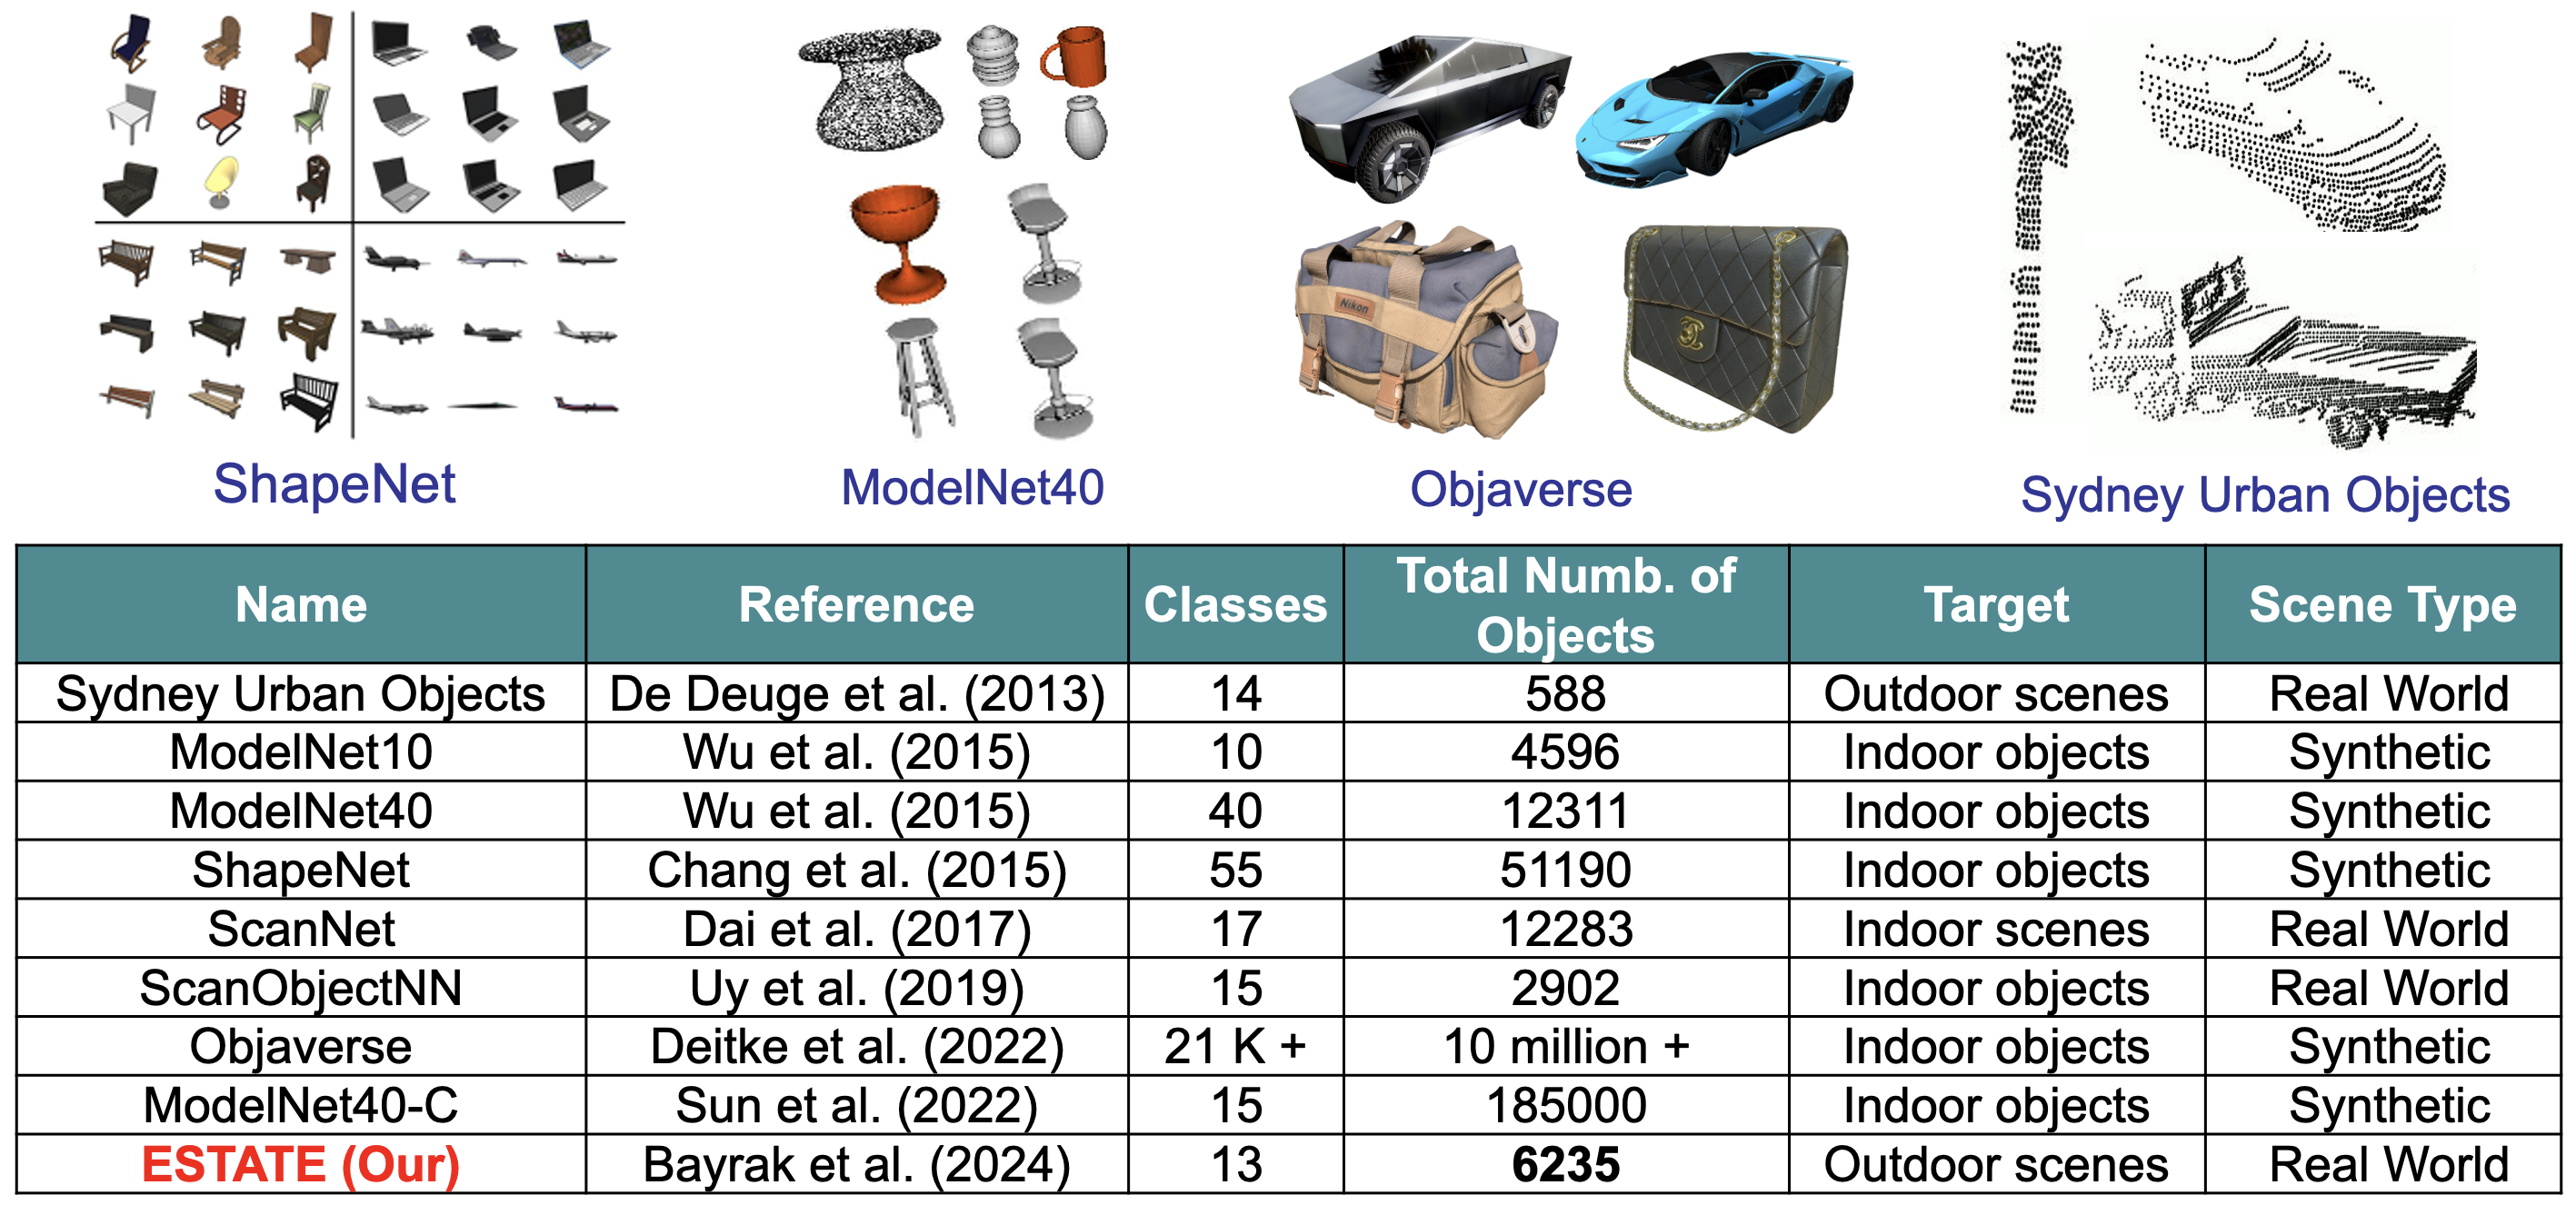 Nikon
ShapeNet
ModelNet40
Objaverse
Sydney Urban Objects
Name Reference Classes Total Numb. of Objects Target Scene Type
Sydney Urban Objects De Deuge et al. (2013) 14 588 Outdoor scenes Real World
ModelNet10 Wu et al. (2015) 10 4596 Indoor objects Synthetic
ModelNet40 Wu et al. (2015) 40 12311 Indoor objects Synthetic
ShapeNet Chang et al. (2015) 55 51190 Indoor objects Synthetic
ScanNet Dai et al. (2017) 17 12283 Indoor scenes Real World
ScanObjectNN Uy et al. (2019) 15 2902 Indoor objects Real World
Objaverse Deitke et al. (2022) 21 K + 10 million + Indoor objects Synthetic
ModelNet40-C Sun et al. (2022) 15 185000 Indoor objects Synthetic
ESTATE (Our) Bayrak et al. (2024) 13 6235 Outdoor scenes Real World